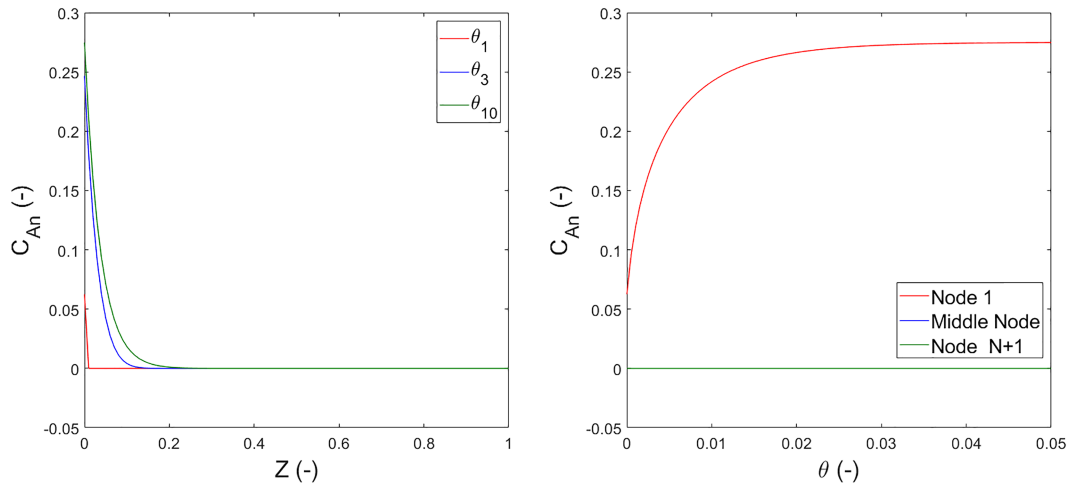 0.3
0.25
0.2
0.15
0.1
0.05
0
-0.05
C_An (-)
0 0.2 0.4 0.6 0.8 1
Z (-)
θ_1
θ_3
θ_10
0.3
0.25
0.2
0.15
0.1
0.05
0
-0.05
C_An (-)
0 0.01 0.02 0.03 0.04 0.05
θ (-)
Node 1
Middle Node
Node N+1